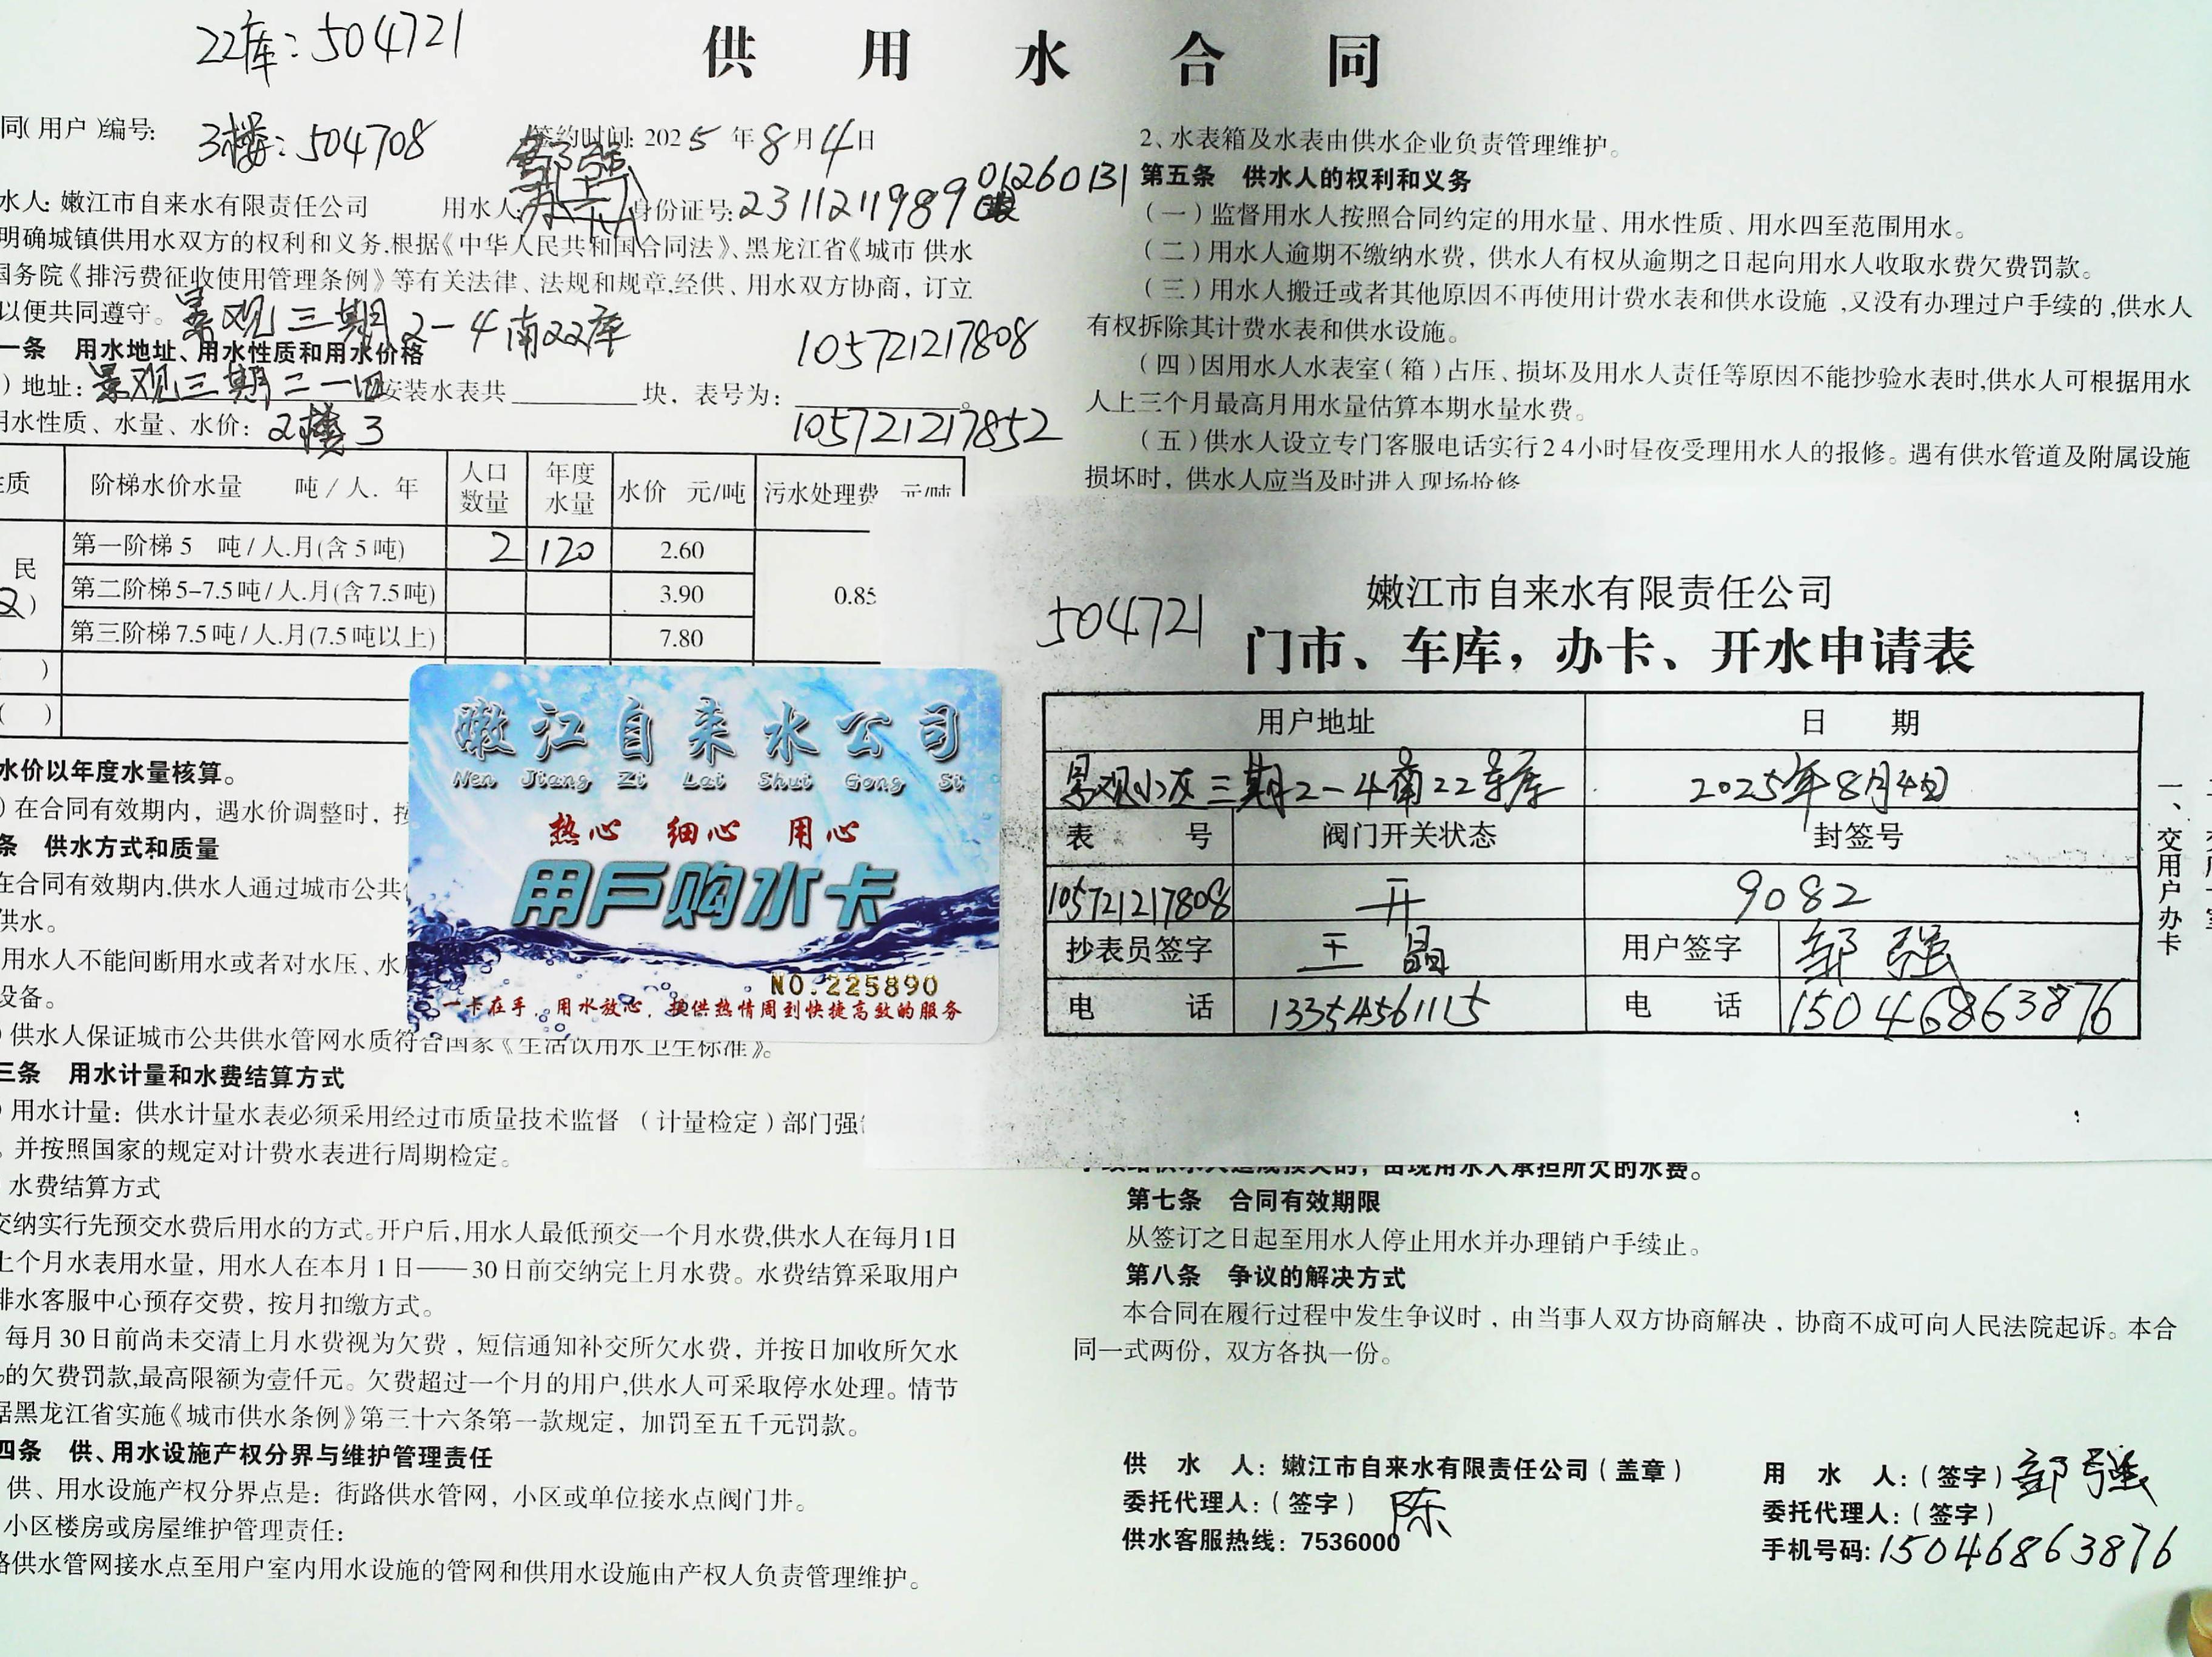 22库：504721
供 用 水 合 同
同(用户)编号:
3楼：504708
签约时间: 2025年8月4日
水人: 嫩江市自来水有限责任公司 用水人: 邹强 身份证号: 231121198901260131
明确城镇供用水双方的权利和义务,根据《中华人民共和国合同法》、黑龙江省《城市 供水
国务院《排污费征收使用管理条例》等有关法律、法规和规章,经供、用水双方协商，订立
以便共同遵守。
景观三期2-4南22库
一条 用水地址、用水性质和用水价格
105721217808
）地址：景观三期二一四 安装水表共 块，表号为：
2楼3
105721217852
用水性质、水量、水价：
质 阶梯水价水量 吨/人.年 人口数量 年度水量 水价 元/吨 污水处理费 元/吨
民
2）
第一阶梯5 吨/人.月(含5吨) 2 120 2.60
第二阶梯5-7.5吨/人.月(含7.5吨) 3.90 0.85
第三阶梯7.5吨/人.月(7.5吨以上) 7.80
( )
( )
水价以年度水量核算。
)在合同有效期内，遇水价调整时，按
条 供水方式和质量
在合同有效期内,供水人通过城市公共
供水。
用水人不能间断用水或者对水压、水
设备。
供水人保证城市公共供水管网水质符合国家《生活饮用水卫生标准》。
三条 用水计量和水费结算方式
用水计量：供水计量水表必须采用经过市质量技术监督 （计量检定）部门强
，并按照国家的规定对计费水表进行周期检定。
水费结算方式
交纳实行先预交水费后用水的方式。开户后,用水人最低预交一个月水费,供水人在每月1日
上个月水表用水量，用水人在本月1日——30日前交纳完上月水费。水费结算采取用户
排水客服中心预存交费，按月扣缴方式。
每月30日前尚未交清上月水费视为欠费，短信通知补交所欠水费，并按日加收所欠水
的欠费罚款,最高限额为壹仟元。欠费超过一个月的用户,供水人可采取停水处理。情节
据黑龙江省实施《城市供水条例》第三十六条第一款规定，加罚至五千元罚款。
四条 供、用水设施产权分界与维护管理责任
供、用水设施产权分界点是：街路供水管网，小区或单位接水点阀门井。
小区楼房或房屋维护管理责任：
路供水管网接水点至用户室内用水设施的管网和供用水设施由产权人负责管理维护。
2、水表箱及水表由供水企业负责管理维护。
第五条 供水人的权利和义务
（一）监督用水人按照合同约定的用水量、用水性质、用水四至范围用水。
（二）用水人逾期不缴纳水费，供水人有权从逾期之日起向用水人收取水费欠费罚款。
（三）用水人搬迁或者其他原因不再使用计费水表和供水设施,又没有办理过户手续的,供水人
有权拆除其计费水表和供水设施。
（四）因用水人水表室（箱）占压、损坏及用水人责任等原因不能抄验水表时,供水人可根据用水
人上三个月最高月用水量估算本期水量水费。
（五）供水人设立专门客服电话实行24小时昼夜受理用水人的报修。遇有供水管道及附属设施
损坏时，供水人应当及时进入现场抢修
嫩江市自来水有限责任公司
504721
门市、车库，办卡、开水申请表
用户地址 日 期
景观小区三期2-4南22车库 2025年8月4日
表 号 阀门开关状态 封签号
105721217808 开 9082
抄表员签字 王晶 用户签字 邹强
电 话 13354561115 电 话 15046863876
一、交用户办卡
嫩江自来水公司
Nen Jiang Zi Lai Shui Gong Si
热心 细心 用心
用户购水卡
NO.225890
一卡在手，用水放心，提供热情周到快捷高效的服务
由现用水人承担所欠的水费。
第七条 合同有效期限
从签订之日起至用水人停止用水并办理销户手续止。
第八条 争议的解决方式
本合同在履行过程中发生争议时，由当事人双方协商解决，协商不成可向人民法院起诉。本合
同一式两份，双方各执一份。
供 水 人：嫩江市自来水有限责任公司（盖章）
委托代理人：（签字） 陈
供水客服热线：7536000
用 水 人：（签字）邹强
委托代理人：（签字）
手机号码：15046863876